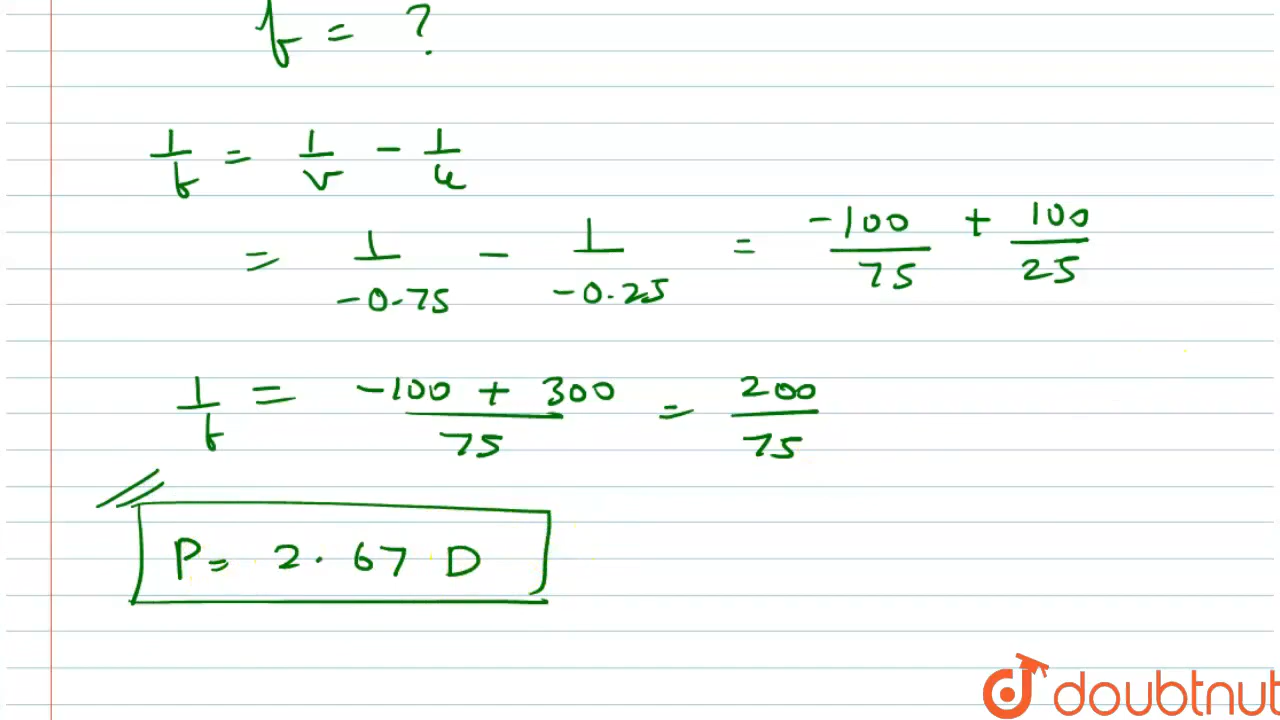 f = ?
1/f = 1/v - 1/u
= 1/-0.75 - 1/-0.25 = -100/75 + 100/25
1/f = -100 + 300/75 = 200/75
P = 2.67 D
doubtnut